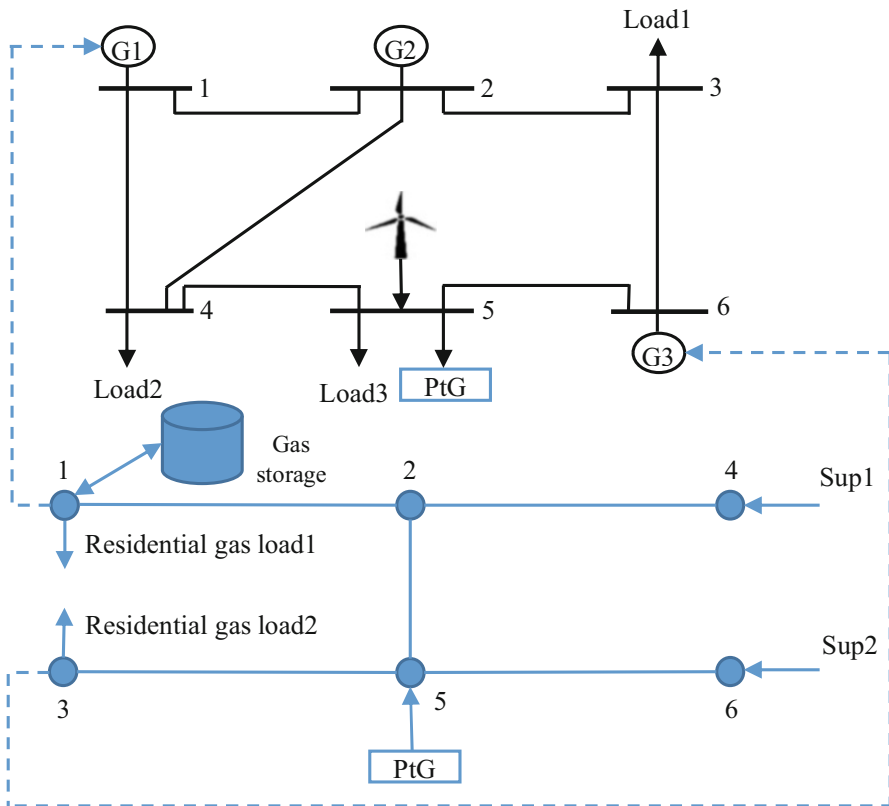 Load1
G1
G2
1
2
3
4
5
6
G3
Load2
Load3
PtG
1
Gas
storage
2
4
Sup1
Residential gas load1
Residential gas load2
Sup2
3
5
6
PtG